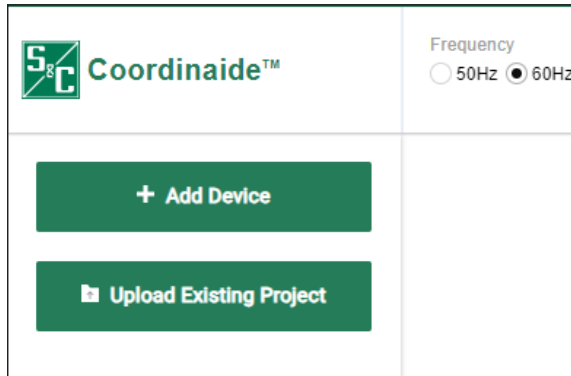 S&C Coordinaide™
Frequency
50Hz 60Hz
+ Add Device
Upload Existing Project